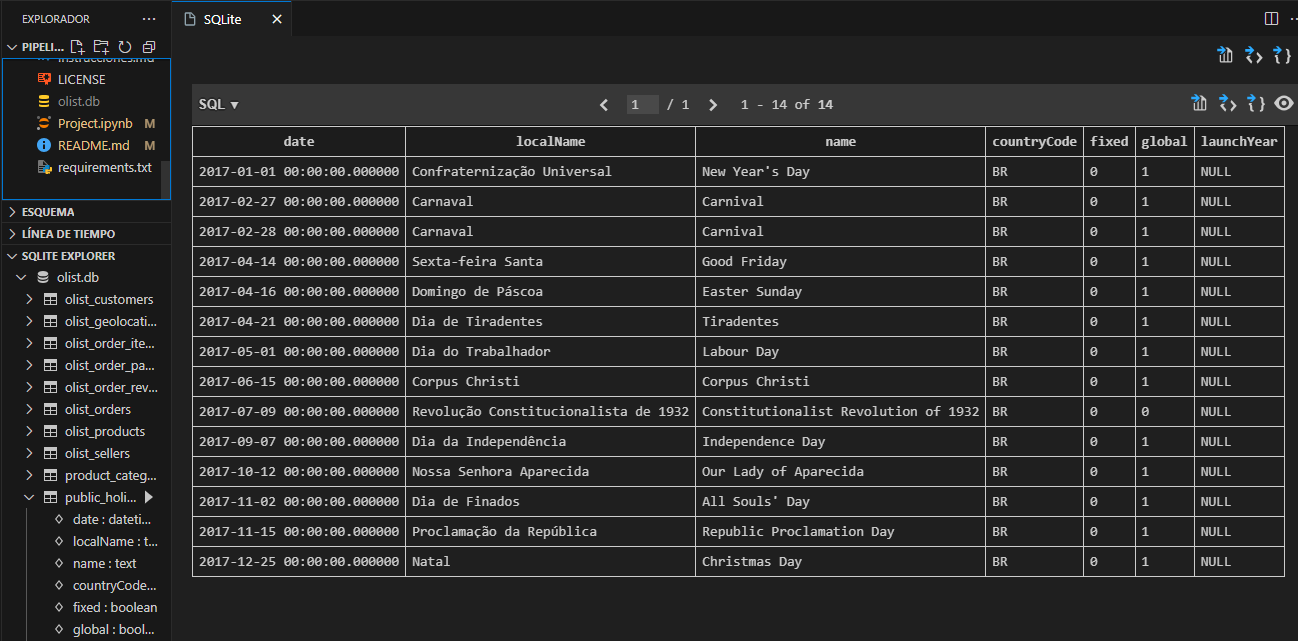 EXPLORADOR ...
SQLite
PIPELI...
instrucciones.md
LICENSE
olist.db
Project.ipynb M
README.md M
requirements.txt
ESQUEMA
LÍNEA DE TIEMPO
SQLITE EXPLORER
olist.db
olist_customers
olist_geolocati...
olist_order_ite...
olist_order_pa...
olist_order_rev...
olist_orders
olist_products
olist_sellers
product_categ...
public_holi...
date : dateti...
localName : t...
name : text
countryCode...
fixed : boolean
global : bool...
SQL ▼ 1 / 1 1 - 14 of 14
date localName name countryCode fixed global launchYear
2017-01-01 00:00:00.000000 Confraternização Universal New Year's Day BR 0 1 NULL
2017-02-27 00:00:00.000000 Carnaval Carnival BR 0 1 NULL
2017-02-28 00:00:00.000000 Carnaval Carnival BR 0 1 NULL
2017-04-14 00:00:00.000000 Sexta-feira Santa Good Friday BR 0 1 NULL
2017-04-16 00:00:00.000000 Domingo de Páscoa Easter Sunday BR 0 1 NULL
2017-04-21 00:00:00.000000 Dia de Tiradentes Tiradentes BR 0 1 NULL
2017-05-01 00:00:00.000000 Dia do Trabalhador Labour Day BR 0 1 NULL
2017-06-15 00:00:00.000000 Corpus Christi Corpus Christi BR 0 1 NULL
2017-07-09 00:00:00.000000 Revolução Constitucionalista de 1932 Constitutionalist Revolution of 1932 BR 0 0 NULL
2017-09-07 00:00:00.000000 Dia da Independência Independence Day BR 0 1 NULL
2017-10-12 00:00:00.000000 Nossa Senhora Aparecida Our Lady of Aparecida BR 0 1 NULL
2017-11-02 00:00:00.000000 Dia de Finados All Souls' Day BR 0 1 NULL
2017-11-15 00:00:00.000000 Proclamação da República Republic Proclamation Day BR 0 1 NULL
2017-12-25 00:00:00.000000 Natal Christmas Day BR 0 1 NULL